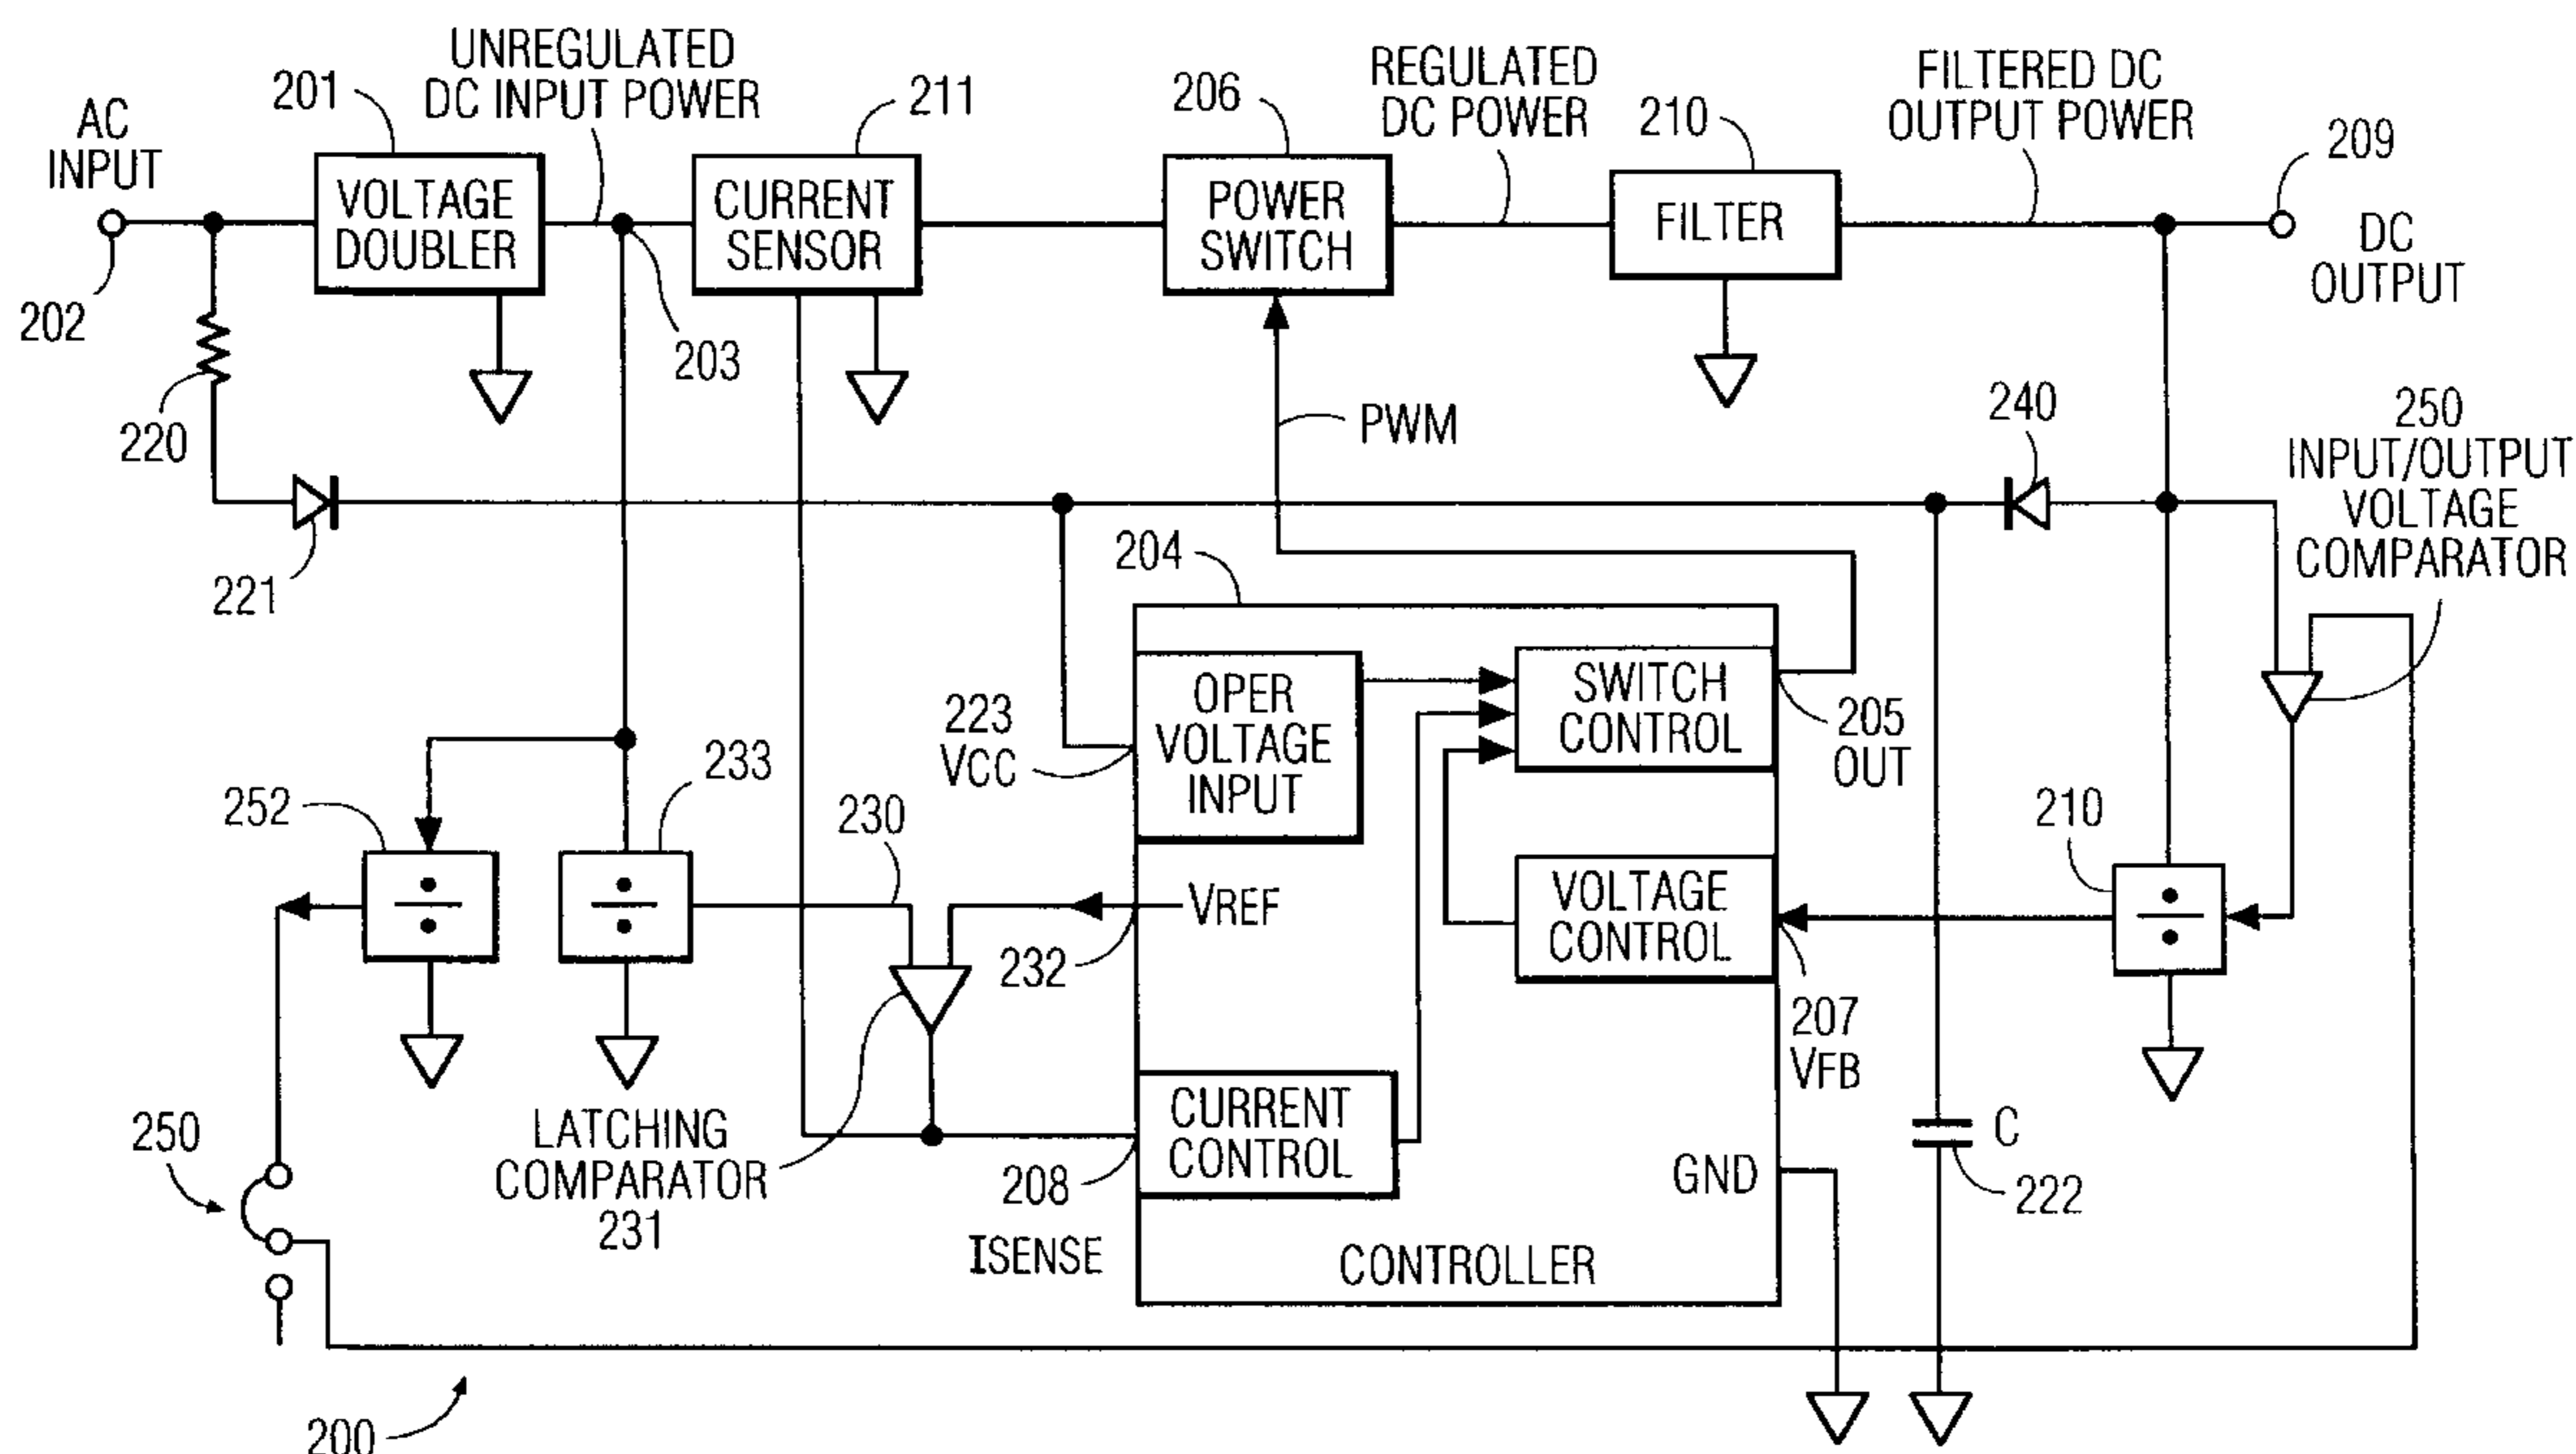 AC
INPUT
202
201
VOLTAGE
DOUBLER
UNREGULATED
DC INPUT POWER
203
211
CURRENT
SENSOR
206
POWER
SWITCH
REGULATED
DC POWER
210
FILTER
FILTERED DC
OUTPUT POWER
209
DC
OUTPUT
220
221
PWM
240
250
INPUT/OUTPUT
VOLTAGE
COMPARATOR
204
OPER
VOLTAGE
INPUT
SWITCH
CONTROL
223
VCC
205
OUT
252
233
230
VREF
232
VOLTAGE
CONTROL
210
207
VFB
250
LATCHING
COMPARATOR
231
208
ISENSE
CURRENT
CONTROL
GND
CONTROLLER
C
222
200